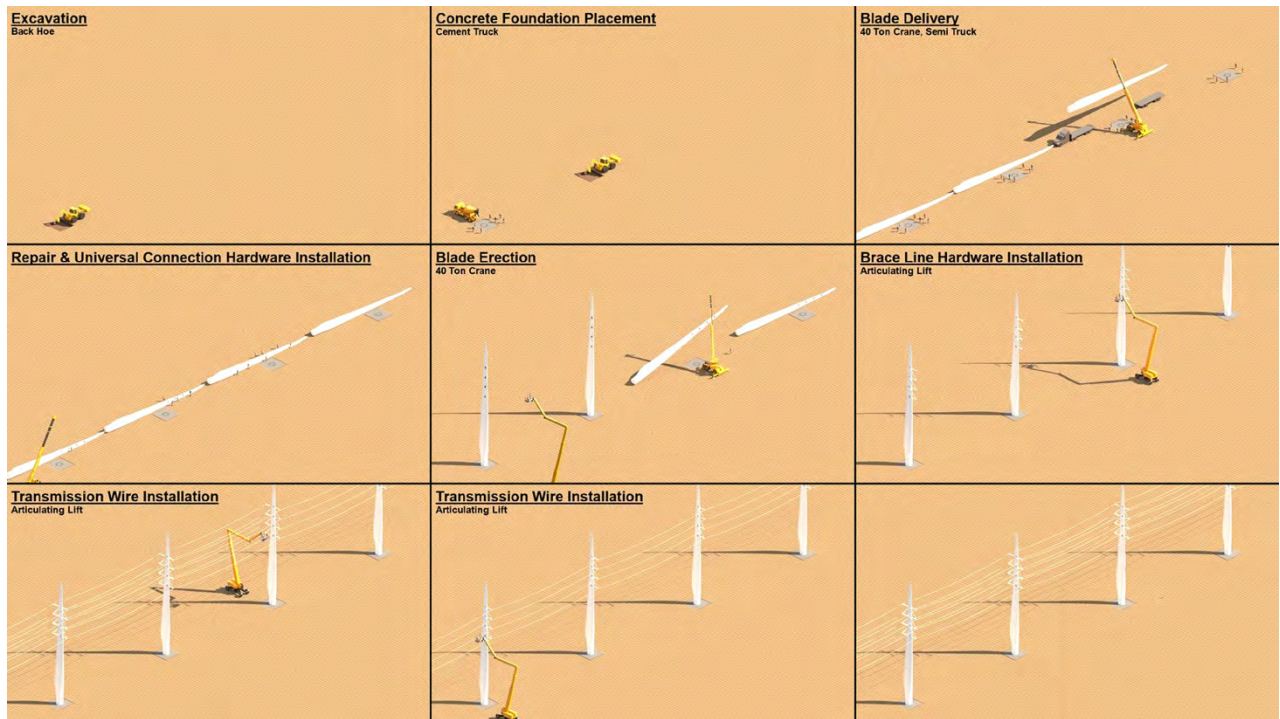 Excavation
Back Hoe
Concrete Foundation Placement
Cement Truck
Blade Delivery
40 Ton Crane, Semi Truck
Repair & Universal Connection Hardware Installation
Blade Erection
40 Ton Crane
Brace Line Hardware Installation
Articulating Lift
Transmission Wire Installation
Articulating Lift
Transmission Wire Installation
Articulating Lift